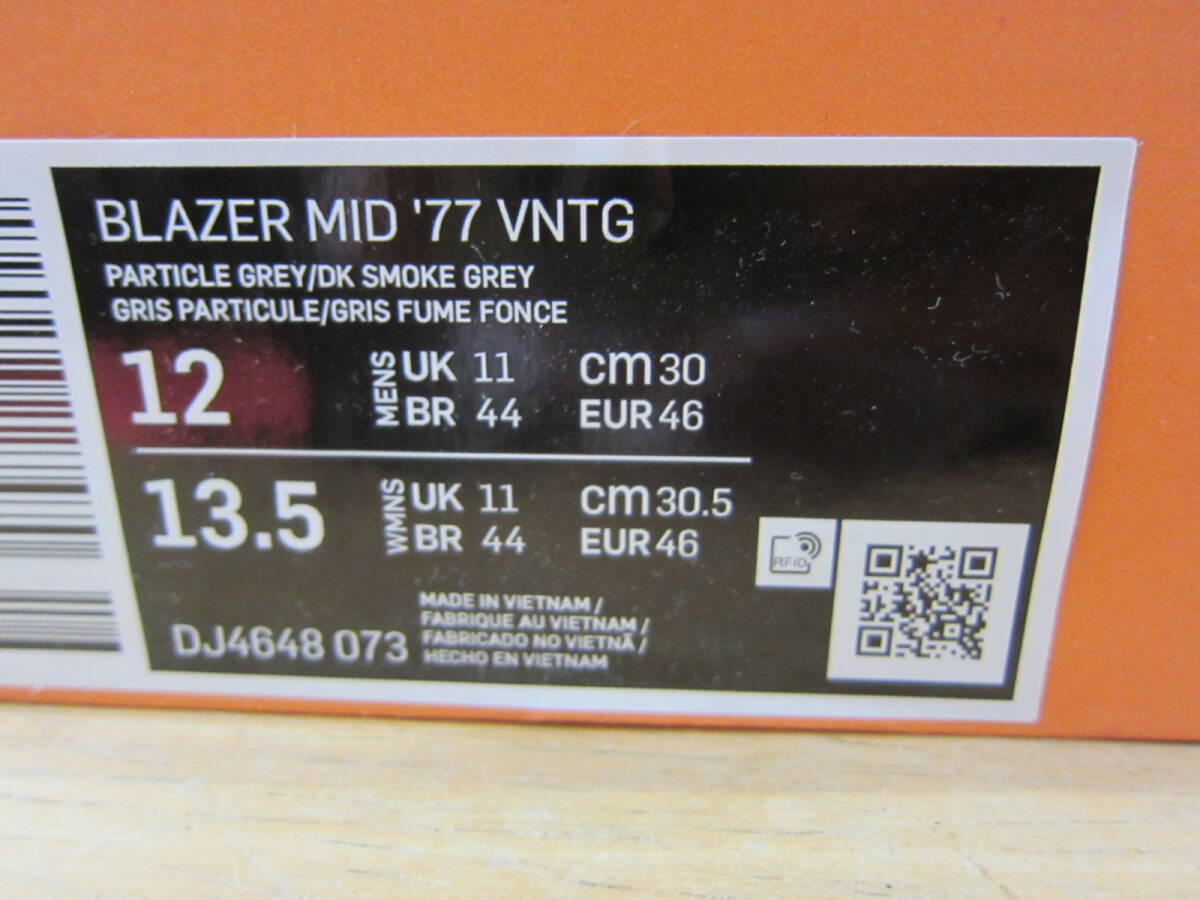 BLAZER MID '77 VNTG
PARTICLE GREY/DK SMOKE GREY
GRIS PARTICULE/GRIS FUME FONCE
12 MENS UK 11 cm 30
BR 44 EUR 46
13.5 WMNS UK 11 cm 30.5
BR 44 EUR 46
RFID
MADE IN VIETNAM /
FABRIQUE AU VIETNAM /
FABRICADO NO VIETNÃ /
HECHO EN VIETNAM
DJ4648 073